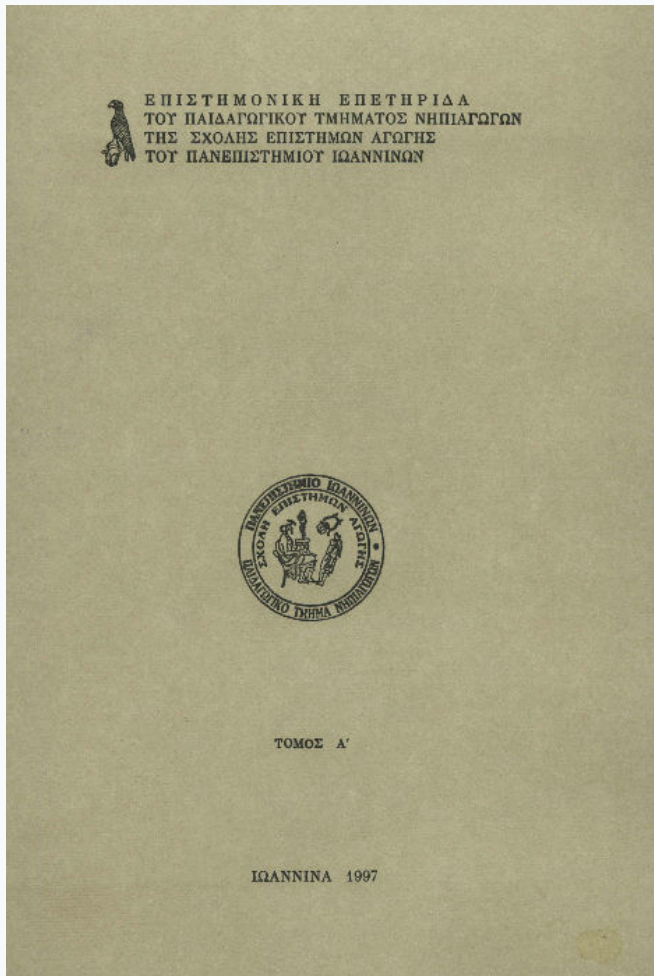 ΕΠΙΣΤΗΜΟΝΙΚΗ ΕΠΕΤΗΡΙΔΑ
ΤΟΥ ΠΑΙΔΑΓΩΓΙΚΟΥ ΤΜΗΜΑΤΟΣ ΝΗΠΙΑΓΩΓΩΝ
ΤΗΣ ΣΧΟΛΗΣ ΕΠΙΣΤΗΜΩΝ ΑΓΩΓΗΣ
ΤΟΥ ΠΑΝΕΠΙΣΤΗΜΙΟΥ ΙΩΑΝΝΙΝΩΝ
ΠΑΝΕΠΙΣΤΗΜΙΟ ΙΩΑΝΝΙΝΩΝ
ΣΧΟΛΗ ΕΠΙΣΤΗΜΩΝ ΑΓΩΓΗΣ
ΠΑΙΔΑΓΩΓΙΚΟ ΤΜΗΜΑ ΝΗΠΙΑΓΩΓΩΝ
ΤΟΜΟΣ Α'
ΙΩΑΝΝΙΝΑ 1997